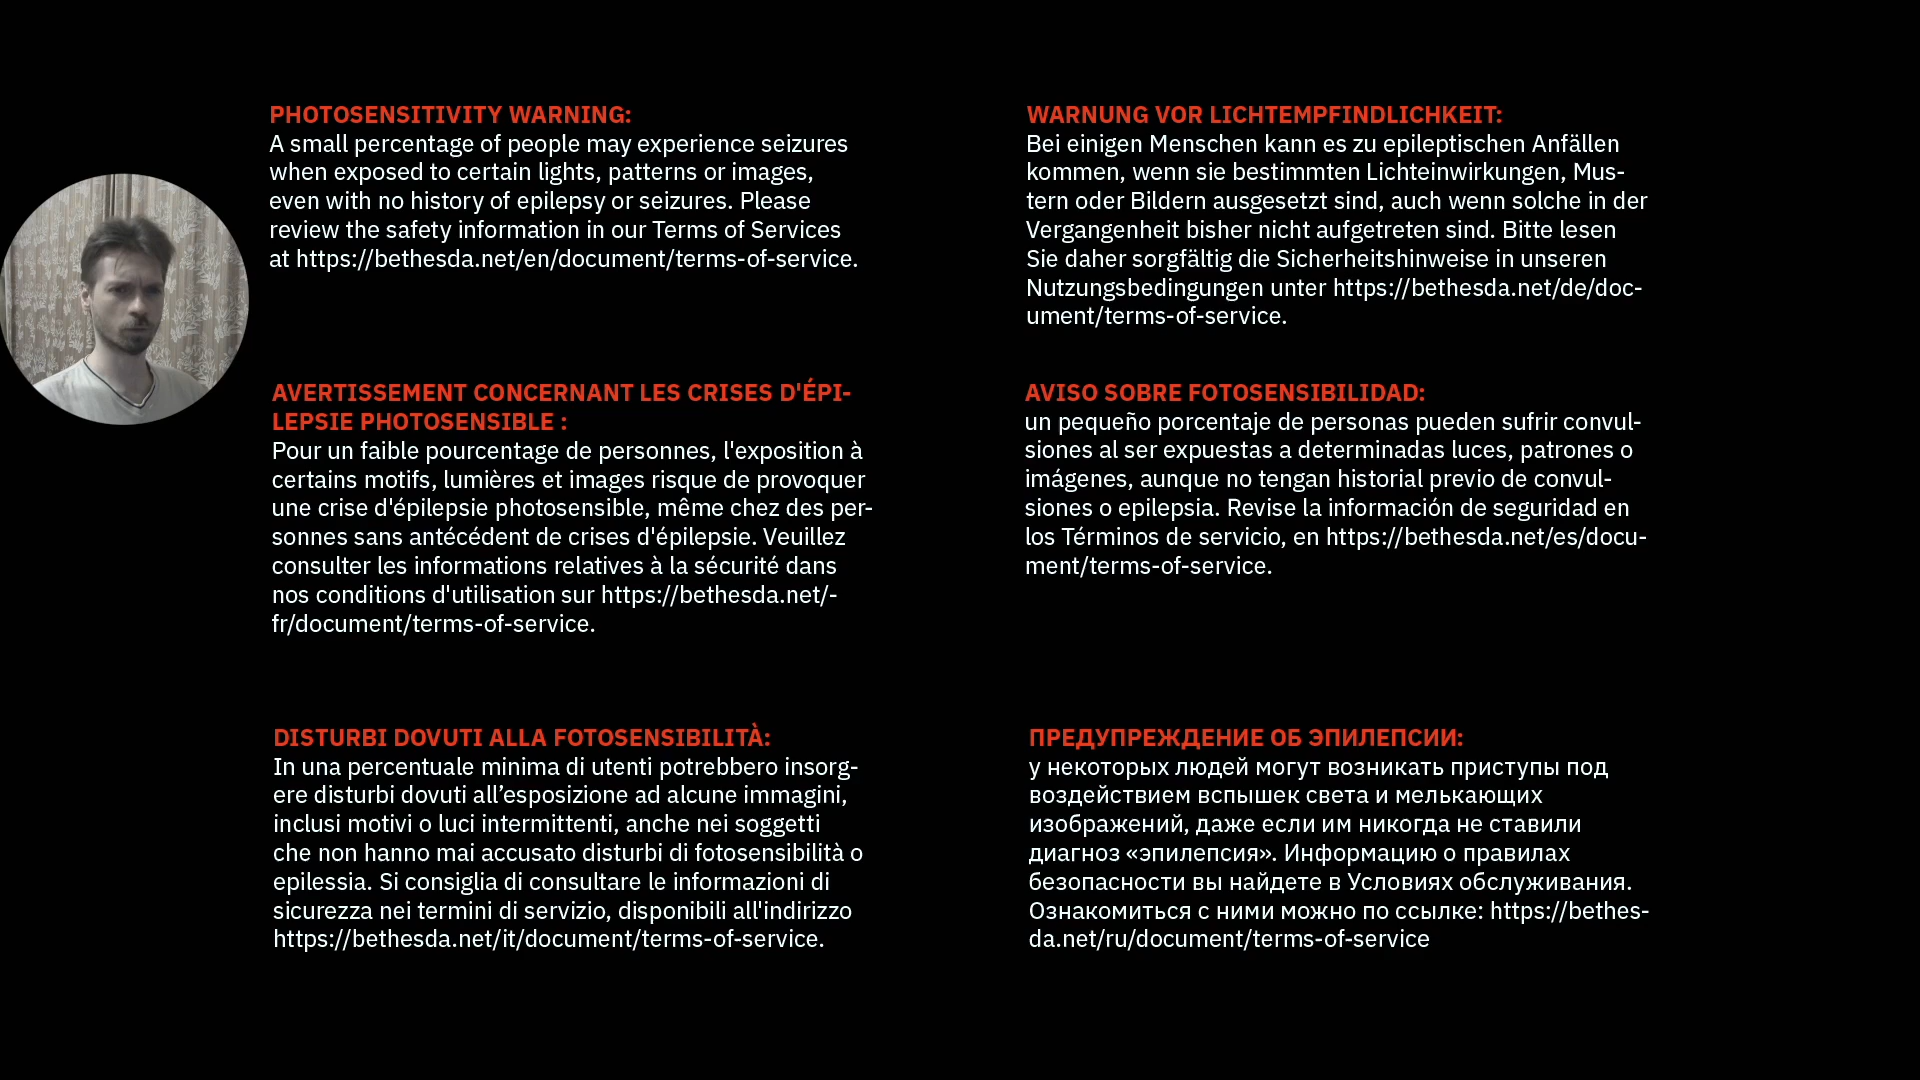 PHOTOSENSITIVITY WARNING:
A small percentage of people may experience seizures
when exposed to certain lights, patterns or images,
even with no history of epilepsy or seizures. Please
review the safety information in our Terms of Services
at https://bethesda.net/en/document/terms-of-service.
WARNUNG VOR LICHTEMPFINDLICHKEIT:
Bei einigen Menschen kann es zu epileptischen Anfällen
kommen, wenn sie bestimmten Lichteinwirkungen, Mus-
tern oder Bildern ausgesetzt sind, auch wenn solche in der
Vergangenheit bisher nicht aufgetreten sind. Bitte lesen
Sie daher sorgfältig die Sicherheitshinweise in unseren
Nutzungsbedingungen unter https://bethesda.net/de/doc-
ument/terms-of-service.
AVERTISSEMENT CONCERNANT LES CRISES D'ÉPI-
LEPSIE PHOTOSENSIBLE :
Pour un faible pourcentage de personnes, l'exposition à
certains motifs, lumières et images risque de provoquer
une crise d'épilepsie photosensible, même chez des per-
sonnes sans antécédent de crises d'épilepsie. Veuillez
consulter les informations relatives à la sécurité dans
nos conditions d'utilisation sur https://bethesda.net/-
fr/document/terms-of-service.
AVISO SOBRE FOTOSENSIBILIDAD:
un pequeño porcentaje de personas pueden sufrir convul-
siones al ser expuestas a determinadas luces, patrones o
imágenes, aunque no tengan historial previo de convul-
siones o epilepsia. Revise la información de seguridad en
los Términos de servicio, en https://bethesda.net/es/docu-
ment/terms-of-service.
DISTURBI DOVUTI ALLA FOTOSENSIBILITÀ:
In una percentuale minima di utenti potrebbero insorg-
ere disturbi dovuti all’esposizione ad alcune immagini,
inclusi motivi o luci intermittenti, anche nei soggetti
che non hanno mai accusato disturbi di fotosensibilità o
epilessia. Si consiglia di consultare le informazioni di
sicurezza nei termini di servizio, disponibili all'indirizzo
https://bethesda.net/it/document/terms-of-service.
ПРЕДУПРЕЖДЕНИЕ ОБ ЭПИЛЕПСИИ:
у некоторых людей могут возникать приступы под
воздействием вспышек света и мелькающих
изображений, даже если им никогда не ставили
диагноз «эпилепсия». Информацию о правилах
безопасности вы найдете в Условиях обслуживания.
Ознакомиться с ними можно по ссылке: https://bethes-
da.net/ru/document/terms-of-service